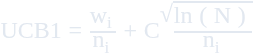 UCB1 = w_i / n_i + C √(ln ( N ) / n_i)